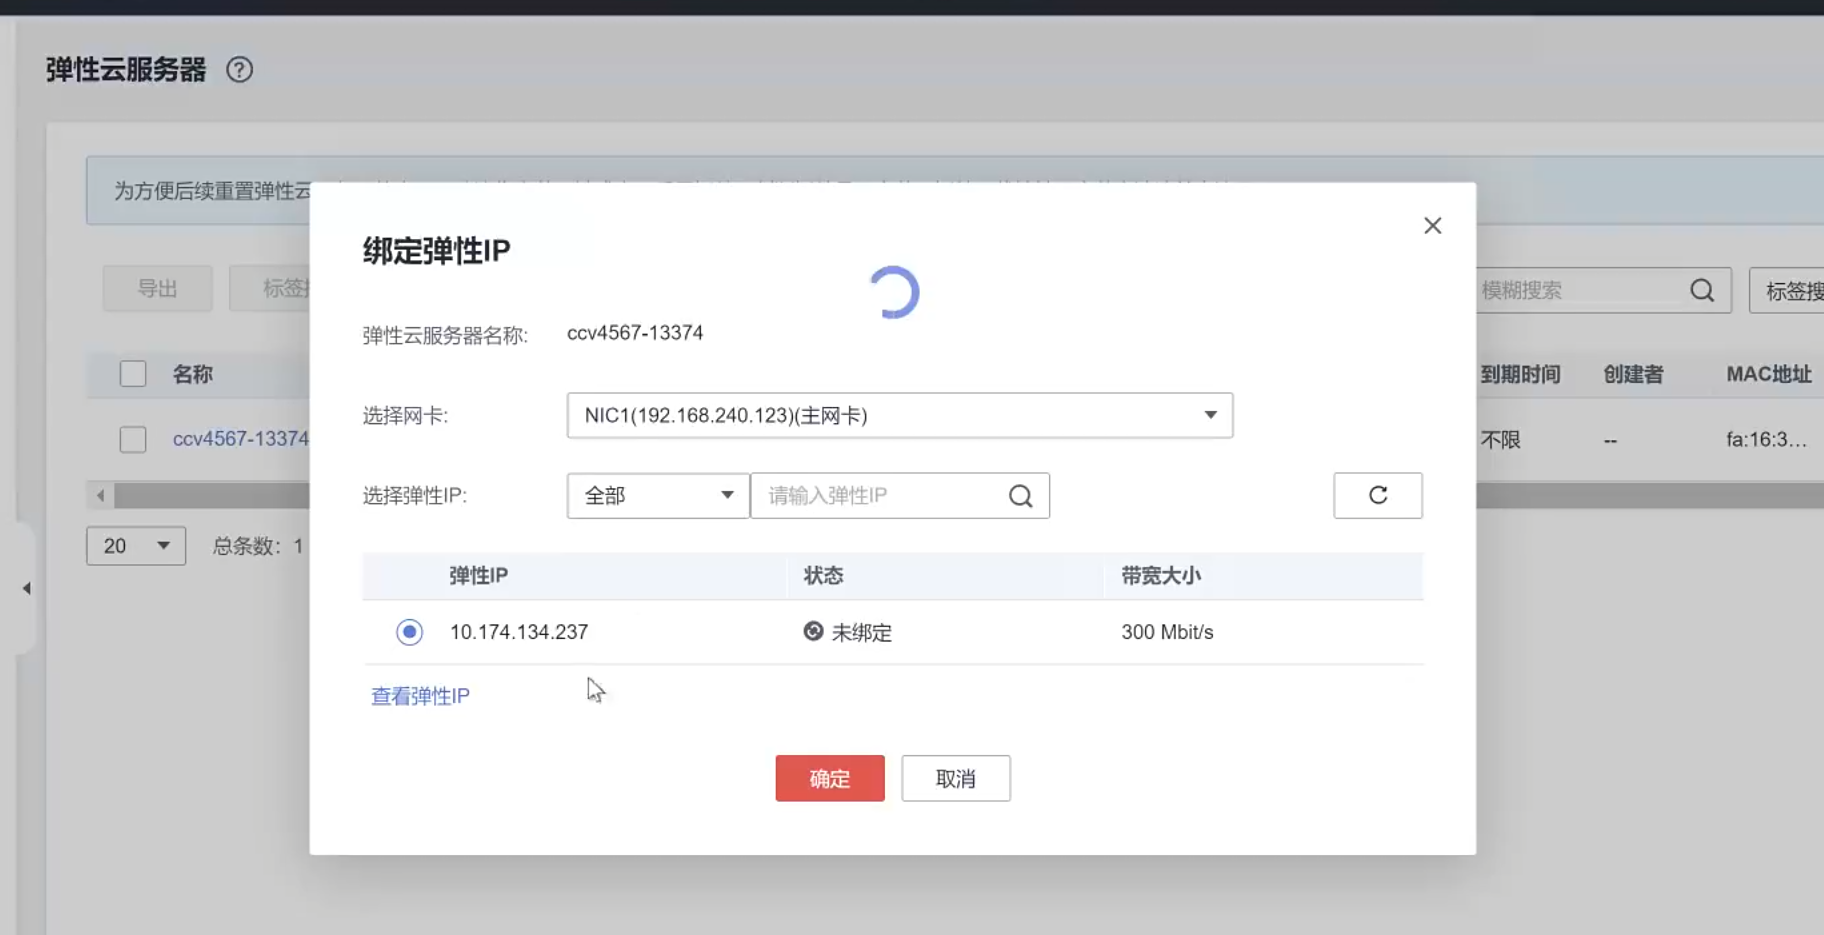 弹性云服务器 ?
为方便后续重置弹性云
绑定弹性IP
导出
标签
模糊搜索
标签搜
弹性云服务器名称:
ccv4567-13374
名称
到期时间
创建者
MAC地址
选择网卡:
NIC1(192.168.240.123)(主网卡)
ccv4567-13374
不限
--
fa:16:3...
选择弹性IP:
全部
请输入弹性IP
20
总条数: 1
弹性IP
状态
带宽大小
10.174.134.237
未绑定
300 Mbit/s
查看弹性IP
确定
取消